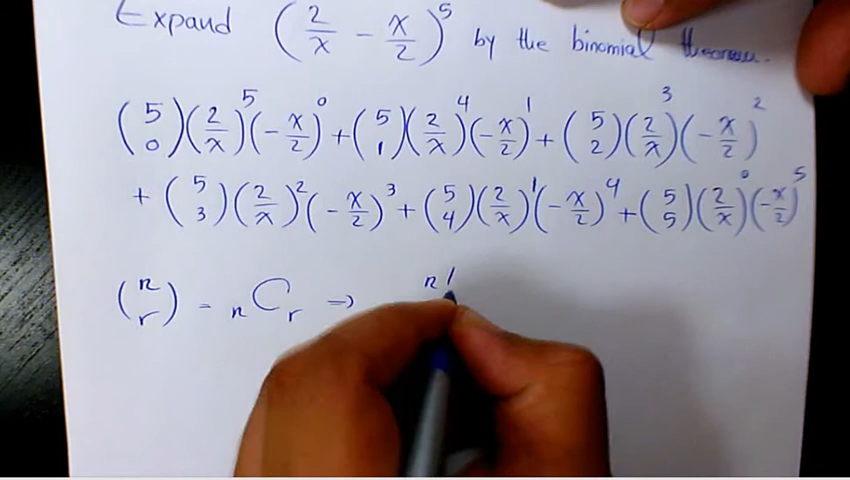 Expand (2/x - x/2)^5 by the binomial theorem.
(5 0)(2/x)^5(-x/2)^0 + (5 1)(2/x)^4(-x/2)^1 + (5 2)(2/x)^3(-x/2)^2
+ (5 3)(2/x)^2(-x/2)^3 + (5 4)(2/x)^1(-x/2)^4 + (5 5)(2/x)^0(-x/2)^5
(n r) = nCr => n!